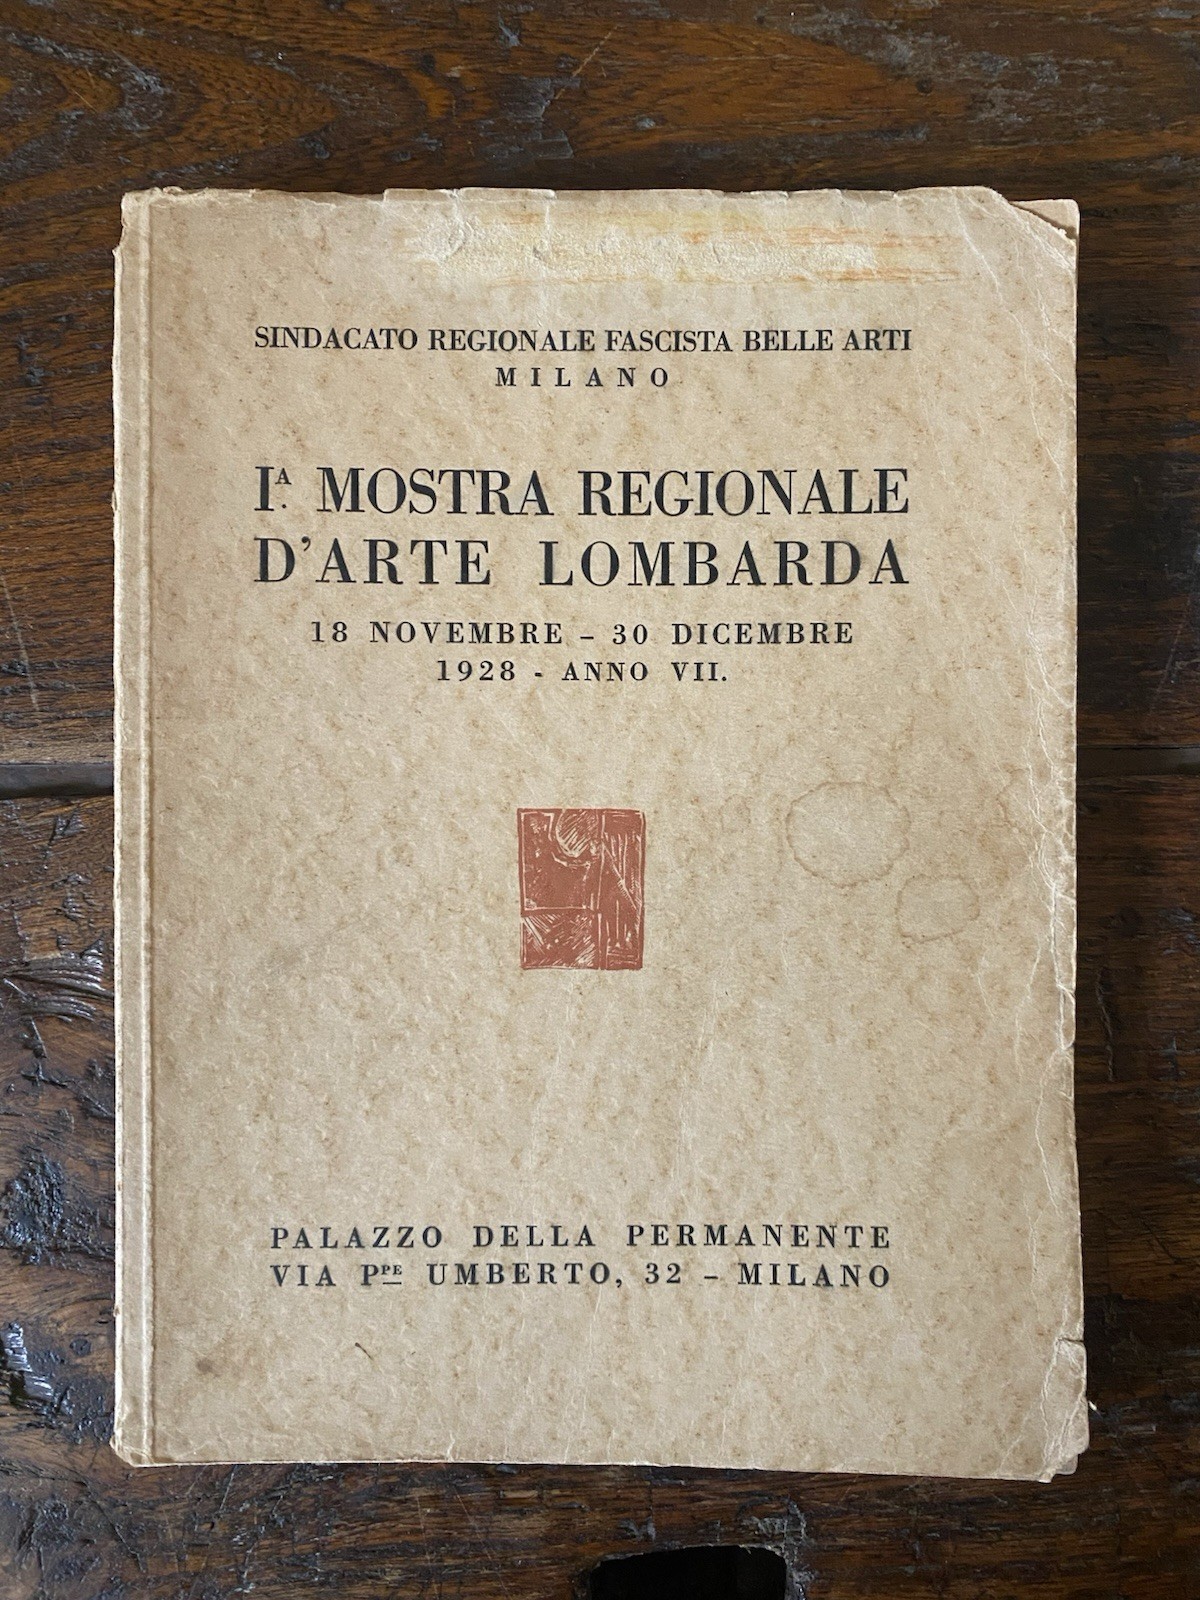 SINDACATO REGIONALE FASCISTA BELLE ARTI
MILANO
Iᴬ. MOSTRA REGIONALE
D'ARTE LOMBARDA
18 NOVEMBRE – 30 DICEMBRE
1928 - ANNO VII.
PALAZZO DELLA PERMANENTE
VIA Pᴾᴱ UMBERTO, 32 – MILANO